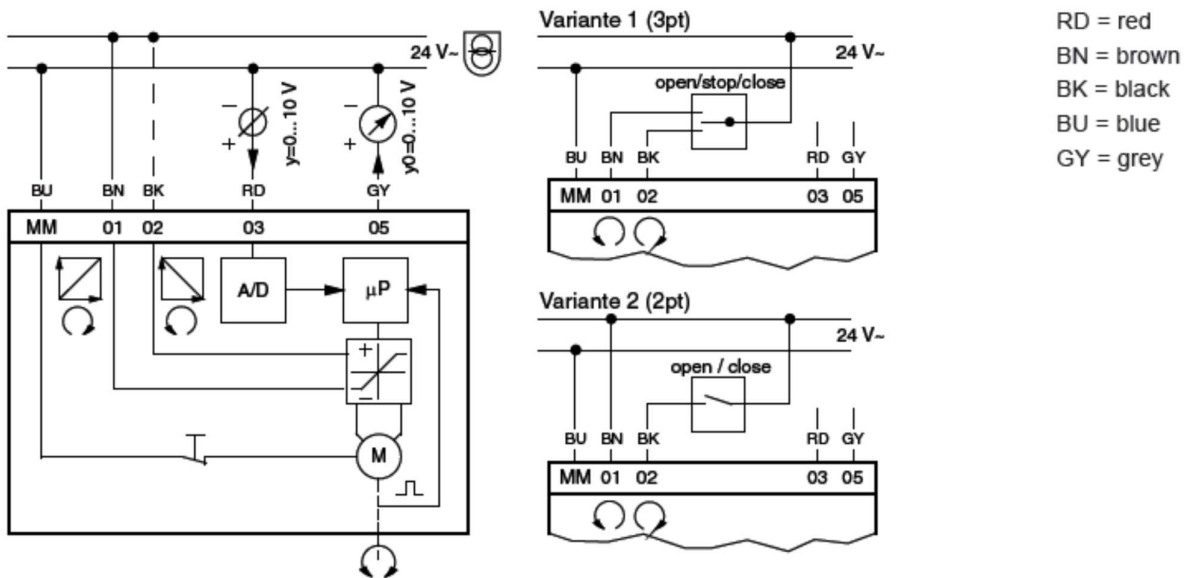 24 V~
y=0...10 V
y0=0...10 V
–
+
–
+
BU BN BK RD GY
MM 01 02 03 05
A/D
µP
+
–
M
Variante 1 (3pt)
24 V~
open/stop/close
BU BN BK RD GY
MM 01 02 03 05
Variante 2 (2pt)
24 V~
open / close
BU BN BK RD GY
MM 01 02 03 05
RD = red
BN = brown
BK = black
BU = blue
GY = grey